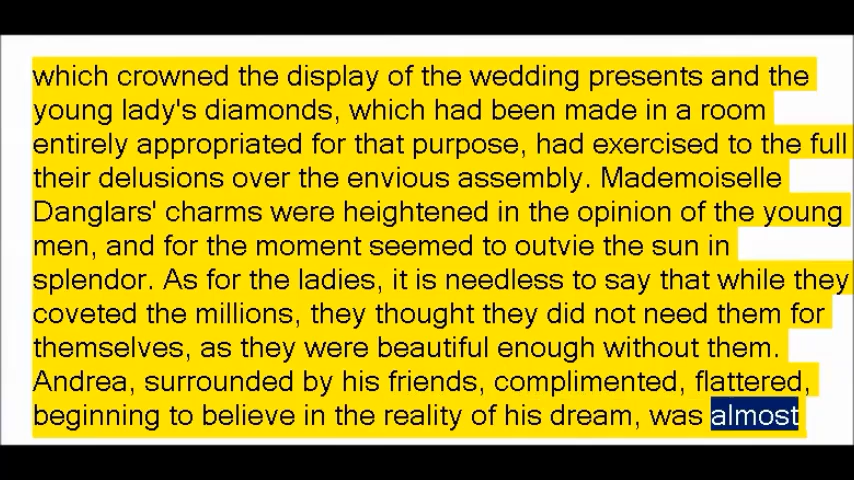 which crowned the display of the wedding presents and the
young lady's diamonds, which had been made in a room
entirely appropriated for that purpose, had exercised to the full
their delusions over the envious assembly. Mademoiselle
Danglars' charms were heightened in the opinion of the young
men, and for the moment seemed to outvie the sun in
splendor. As for the ladies, it is needless to say that while they
coveted the millions, they thought they did not need them for
themselves, as they were beautiful enough without them.
Andrea, surrounded by his friends, complimented, flattered,
beginning to believe in the reality of his dream, was almost